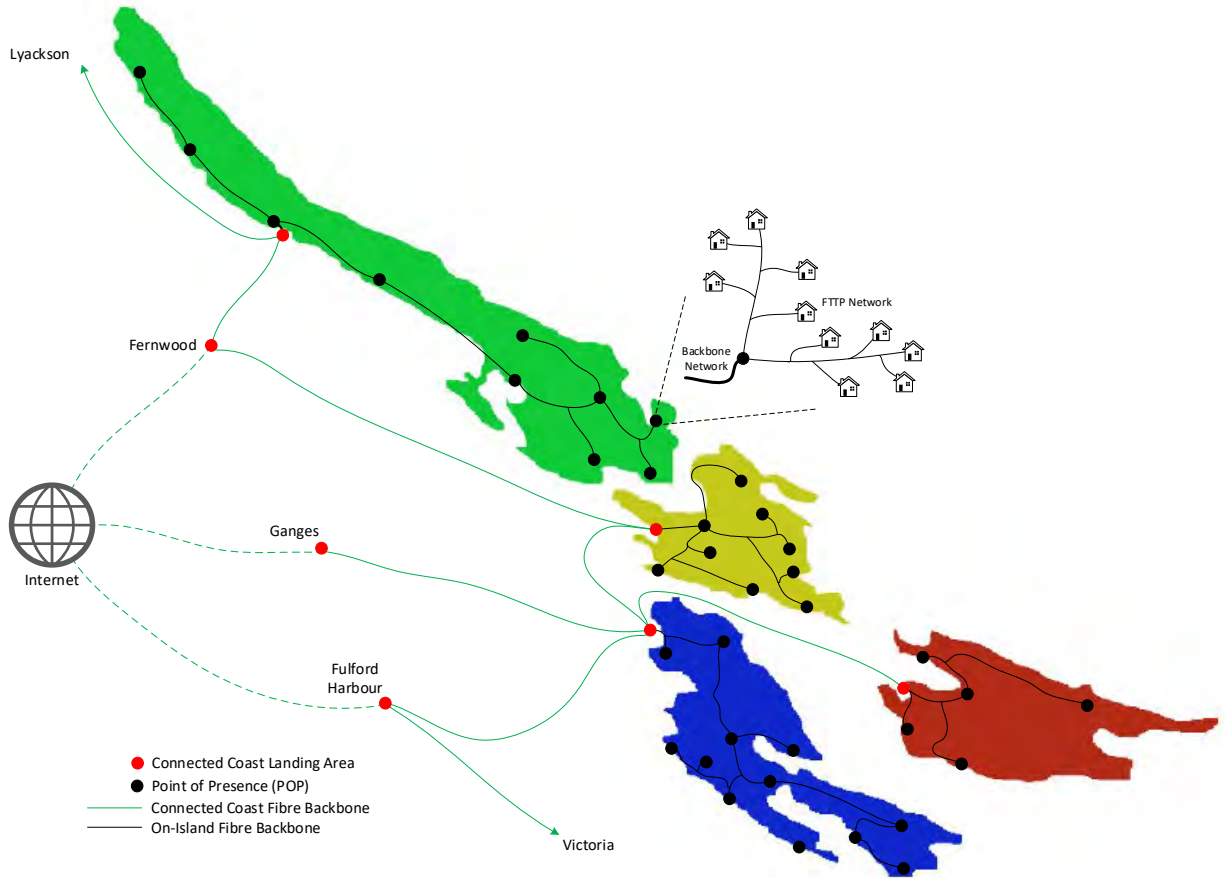 Lyackson
FTTP Network
Fernwood
Backbone
Network
Ganges
Internet
Fulford
Harbour
Connected Coast Landing Area
Point of Presence (POP)
Connected Coast Fibre Backbone
On-Island Fibre Backbone
Victoria